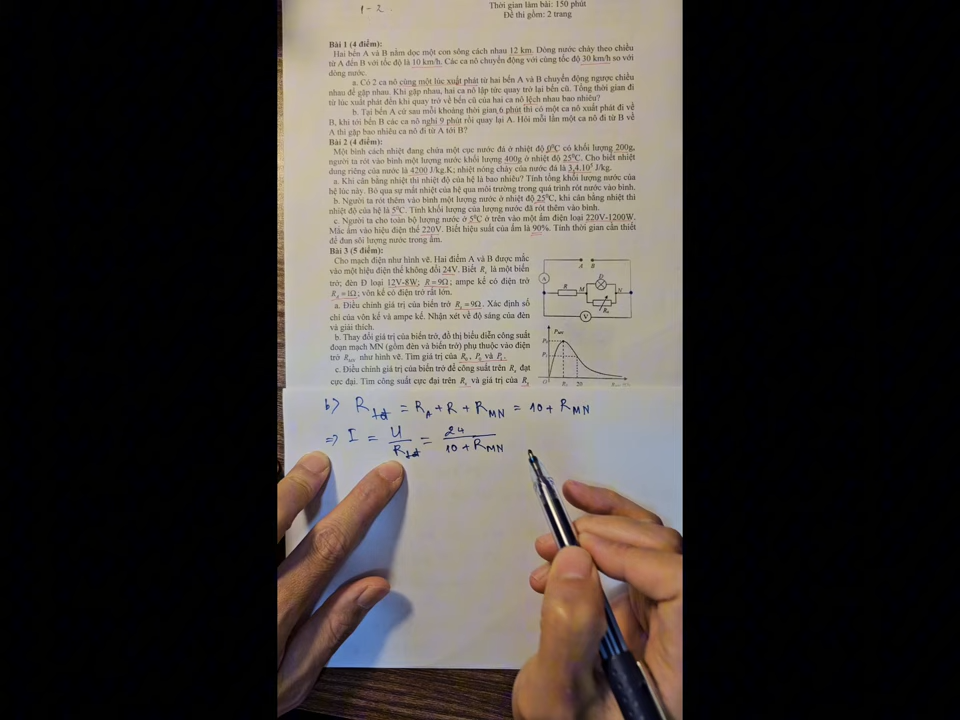 1-2.
Thời gian làm bài: 150 phút
Đề thi gồm: 2 trang
Bài 1 (4 điểm):
Hai bến A và B nằm dọc một con sông cách nhau 12 km. Dòng nước chảy theo chiều
từ A đến B với tốc độ là 10 km/h. Các ca nô chuyển động với cùng tốc độ 30 km/h so với
dòng nước.
a. Có 2 ca nô cùng một lúc xuất phát từ hai bến A và B chuyển động ngược chiều
nhau để gặp nhau. Khi gặp nhau, hai ca nô lập tức quay trở lại bến cũ. Tổng thời gian đi
từ lúc xuất phát đến khi quay trở về bến cũ của hai ca nô lệch nhau bao nhiêu?
b. Tại bến A cứ sau mỗi khoảng thời gian 6 phút thì có một ca nô xuất phát đi về
B, khi tới bến B các ca nô nghỉ 9 phút rồi quay lại A. Hỏi mỗi lần một ca nô đi từ B về
A thì gặp bao nhiêu ca nô đi từ A tới B?
Bài 2 (4 điểm):
Một bình cách nhiệt đang chứa một cục nước đá ở nhiệt độ 0⁰C có khối lượng 200g,
người ta rót vào bình một lượng nước khối lượng 400g ở nhiệt độ 25⁰C. Cho biết nhiệt
dung riêng của nước là 4200 J/kg.K; nhiệt nóng chảy của nước đá là 3,4.10⁵ J/kg.
a. Khi cân bằng nhiệt thì nhiệt độ của hệ là bao nhiêu? Tính tổng khối lượng nước của
hệ lúc này. Bỏ qua sự mất nhiệt của hệ qua môi trường trong quá trình rót nước vào bình.
b. Người ta rót thêm vào bình một lượng nước ở nhiệt độ 25⁰C, khi cân bằng nhiệt thì
nhiệt độ của hệ là 5⁰C. Tính khối lượng của lượng nước đã rót thêm vào bình.
c. Người ta cho toàn bộ lượng nước ở 5⁰C ở trên vào một ấm điện loại 220V-1200W.
Mắc ấm vào hiệu điện thế 220V. Biết hiệu suất của ấm là 90%. Tính thời gian cần thiết
để đun sôi lượng nước trong ấm.
Bài 3 (5 điểm):
Cho mạch điện như hình vẽ. Hai điểm A và B được mắc
vào một hiệu điện thế không đổi 24V. Biết Rₓ là một biến
trở; đèn Đ loại 12V-8W; R = 9Ω; ampe kế có điện trở
R_A = 1Ω; vôn kế có điện trở rất lớn.
a. Điều chỉnh giá trị của biến trở Rₓ = 9Ω. Xác định số
chỉ của vôn kế và ampe kế. Nhận xét về độ sáng của đèn
và giải thích.
b. Thay đổi giá trị của biến trở, đồ thị biểu diễn công suất
đoạn mạch MN (gồm đèn và biến trở) phụ thuộc vào điện
trở R_MN như hình vẽ. Tìm giá trị của R₀, P₀ và P₁.
c. Điều chỉnh giá trị của biến trở để công suất trên Rₓ đạt
cực đại. Tìm công suất cực đại trên Rₓ và giá trị của Rₓ
A B
Đ
A
R M N
Rₓ
V
P_MN
P₀
P₁
O R₀ 20
b) R_tđ = R_A + R + R_MN = 10 + R_MN
=> I = U/R_tđ = 24/(10 + R_MN)